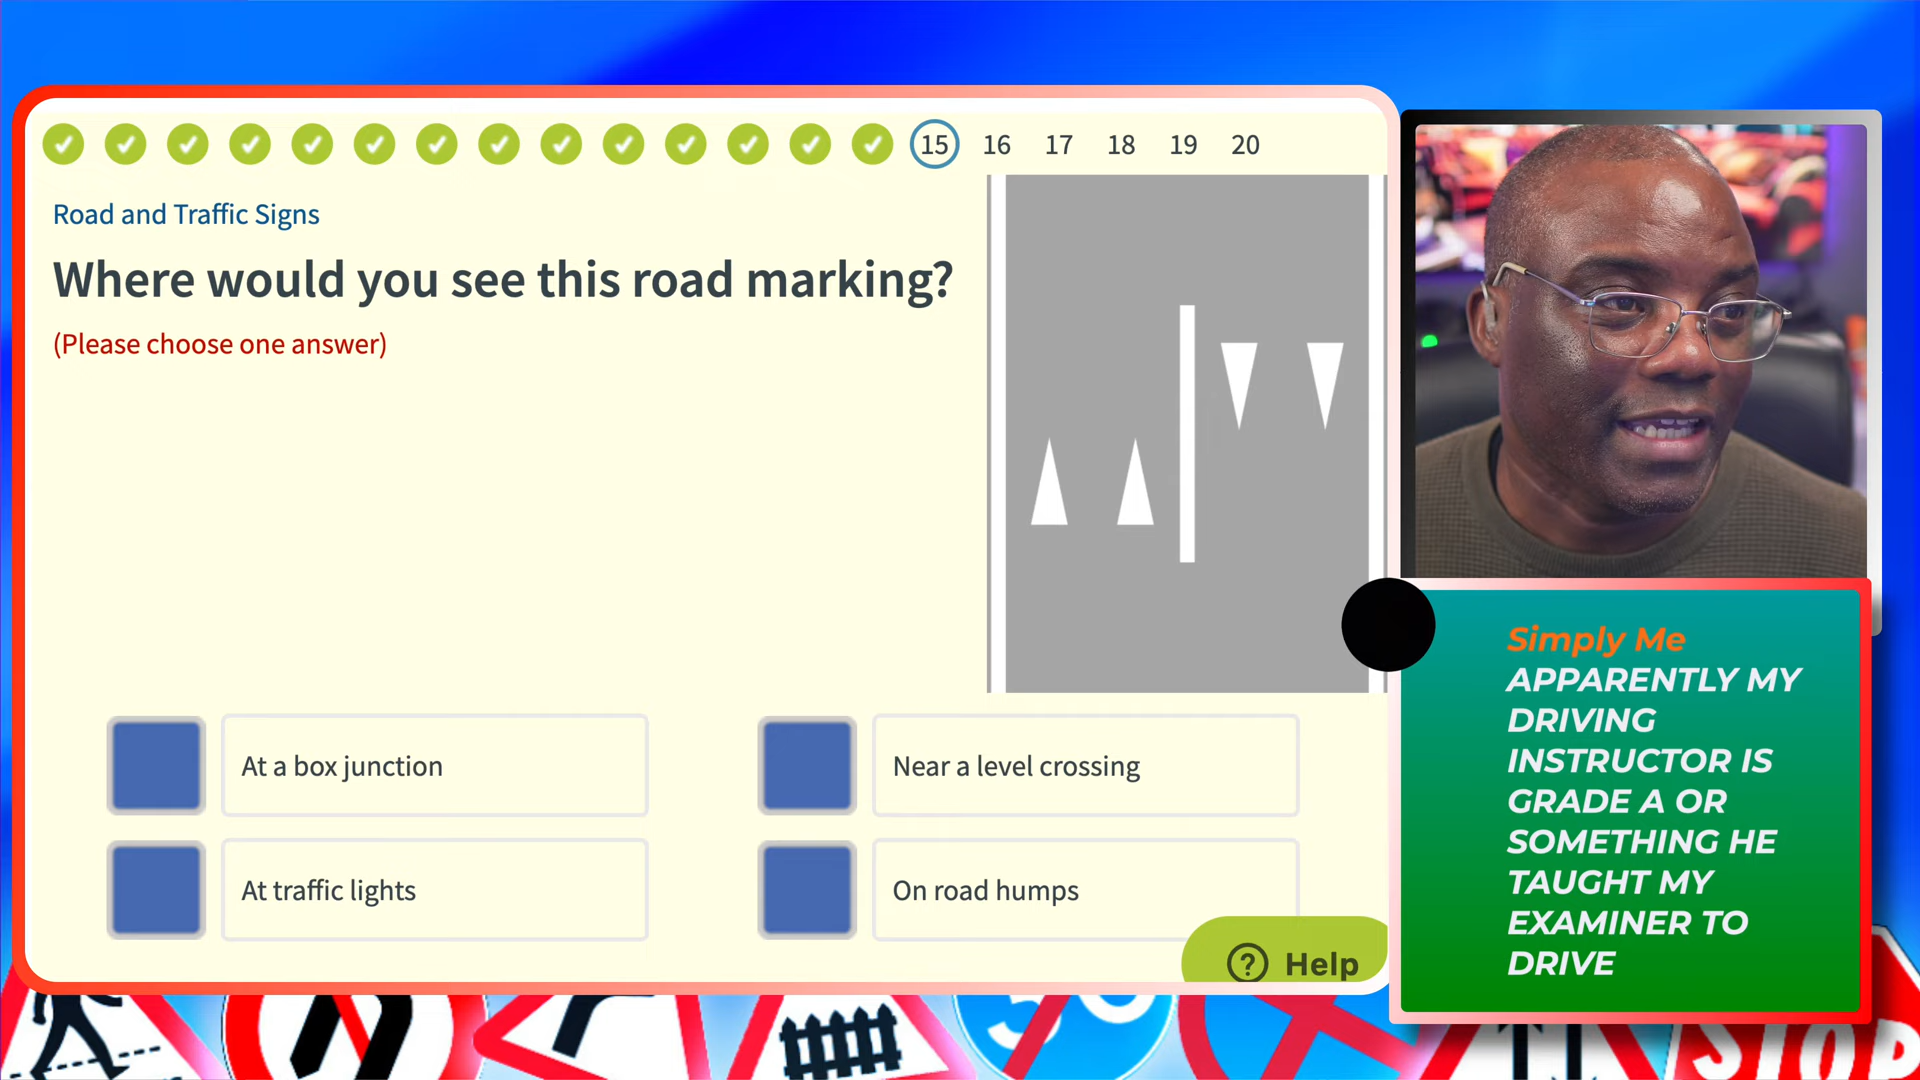 15 16 17 18 19 20
Road and Traffic Signs
Where would you see this road marking?
(Please choose one answer)
At a box junction
Near a level crossing
At traffic lights
On road humps
? Help
Simply Me
APPARENTLY MY
DRIVING
INSTRUCTOR IS
GRADE A OR
SOMETHING HE
TAUGHT MY
EXAMINER TO
DRIVE
STOP